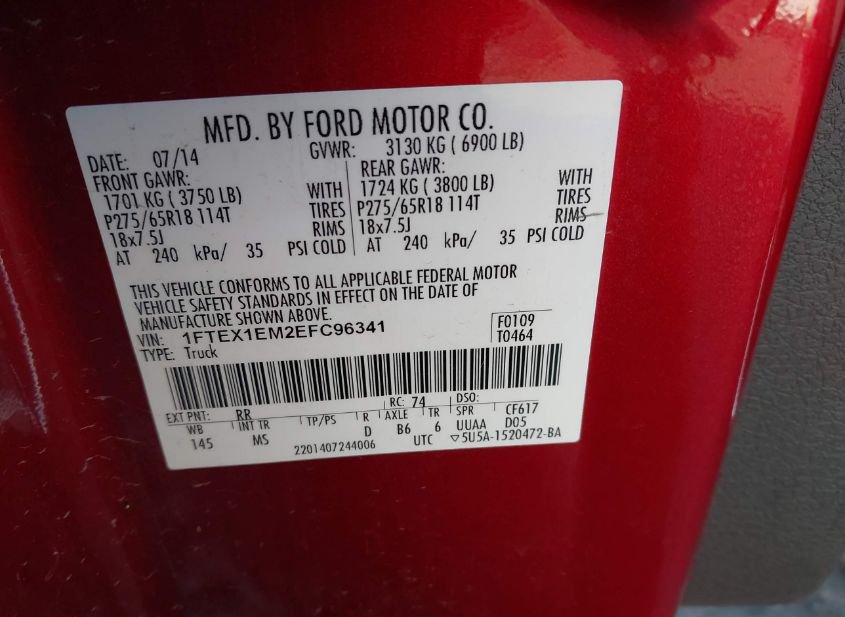 MFD. BY FORD MOTOR CO.
DATE: 07/14 GVWR: 3130 KG ( 6900 LB)
FRONT GAWR: REAR GAWR:
1701 KG ( 3750 LB) WITH 1724 KG ( 3800 LB) WITH
P275/65R18 114T TIRES P275/65R18 114T TIRES
18x7.5J RIMS 18x7.5J RIMS
AT 240 kPa/ 35 PSI COLD AT 240 kPa/ 35 PSI COLD
THIS VEHICLE CONFORMS TO ALL APPLICABLE FEDERAL MOTOR
VEHICLE SAFETY STANDARDS IN EFFECT ON THE DATE OF
MANUFACTURE SHOWN ABOVE.
VIN: 1FTEX1EM2EFC96341 F0109
TYPE: Truck T0464
EXT PNT: RR RC: 74 DSO:
WB INT TR TP/PS R AXLE TR SPR CF617
145 MS D B6 6 UUAA D05
2201407244006 UTC ▽5U5A-1520472-BA